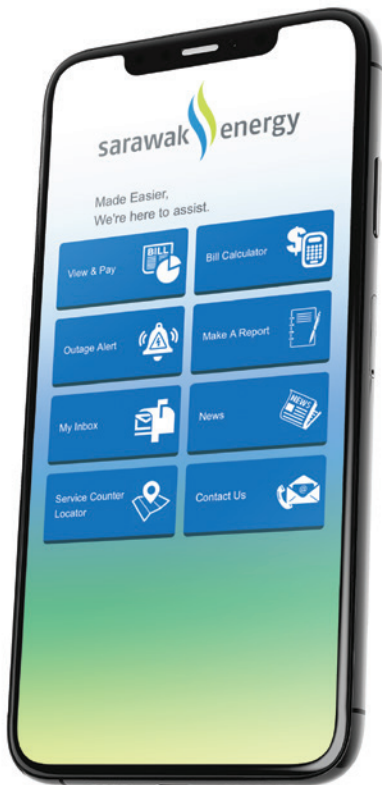 sarawak energy
Made Easier,
We're here to assist.
View & Pay
BILL
Bill Calculator
$
Outage Alert
Make A Report
My Inbox
News
NEWS
Service Counter
Locator
Contact Us
@